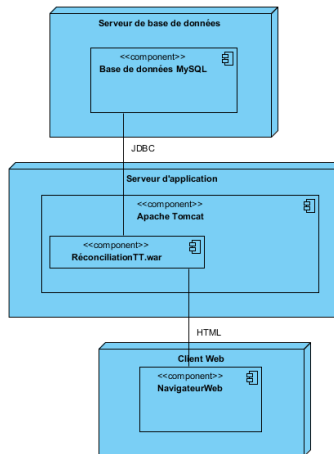 Serveur de base de données
<<component>>
Base de données MySQL
JDBC
Serveur d'application
<<component>>
Apache Tomcat
<<component>>
RéconciliationTT.war
HTML
Client Web
<<component>>
NavigateurWeb